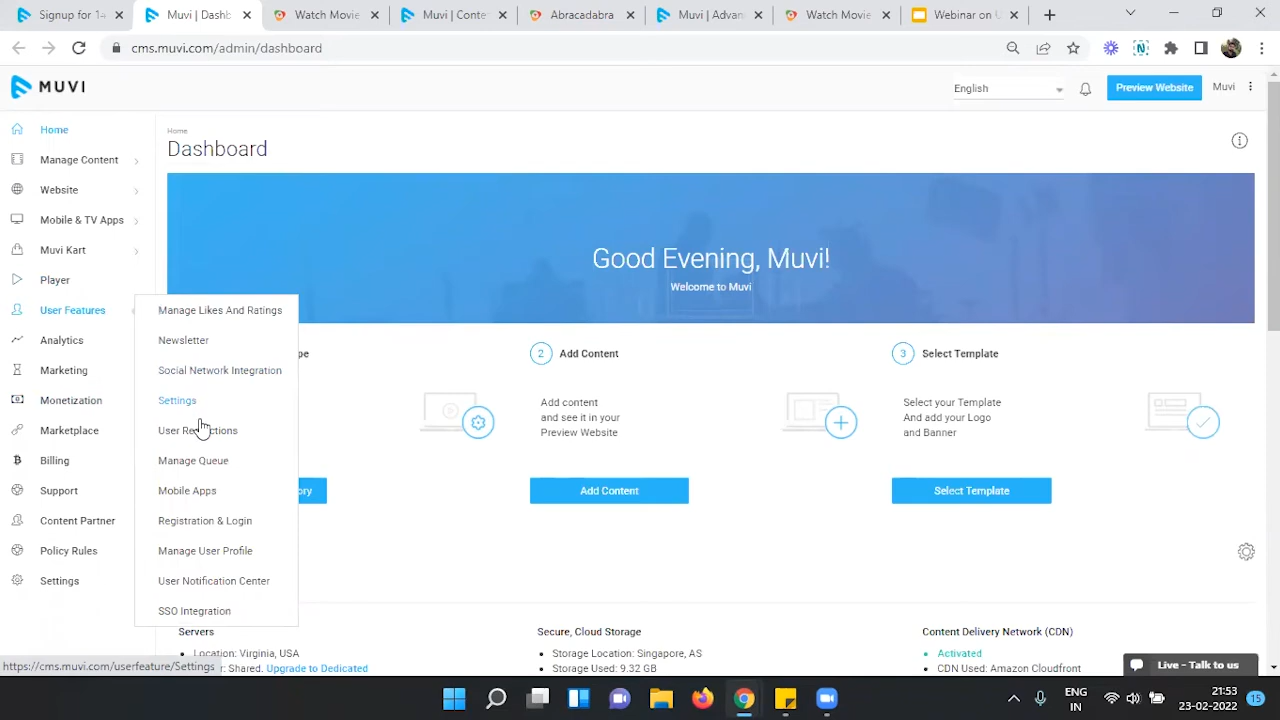 Signup for 14
Muvi | Dashb
Watch Movie
Muvi | Conte
Abracadabra
Muvi | Advan
Watch Movie
Webinar on U
cms.muvi.com/admin/dashboard
MUVI
English
Preview Website
Muvi
Home
Manage Content
Website
Mobile & TV Apps
Muvi Kart
Player
User Features
Analytics
Marketing
Monetization
Marketplace
Billing
Support
Content Partner
Policy Rules
Settings
Manage Likes And Ratings
Newsletter
Social Network Integration
Settings
User Restrictions
Manage Queue
Mobile Apps
Registration & Login
Manage User Profile
User Notification Center
SSO Integration
Home
Dashboard
Good Evening, Muvi!
Welcome to Muvi
pe
ory
2 Add Content
Add content
and see it in your
Preview Website
Add Content
3 Select Template
Select your Template
And add your Logo
and Banner
Select Template
Servers
Location: Virginia, USA
er: Shared. Upgrade to Dedicated
Secure, Cloud Storage
Storage Location: Singapore, AS
Storage Used: 9.32 GB
Content Delivery Network (CDN)
Activated
CDN Used: Amazon Cloudfront
Live - Talk to us
https://cms.muvi.com/userfeature/Settings
ENG
IN
21:53
23-02-2022
15